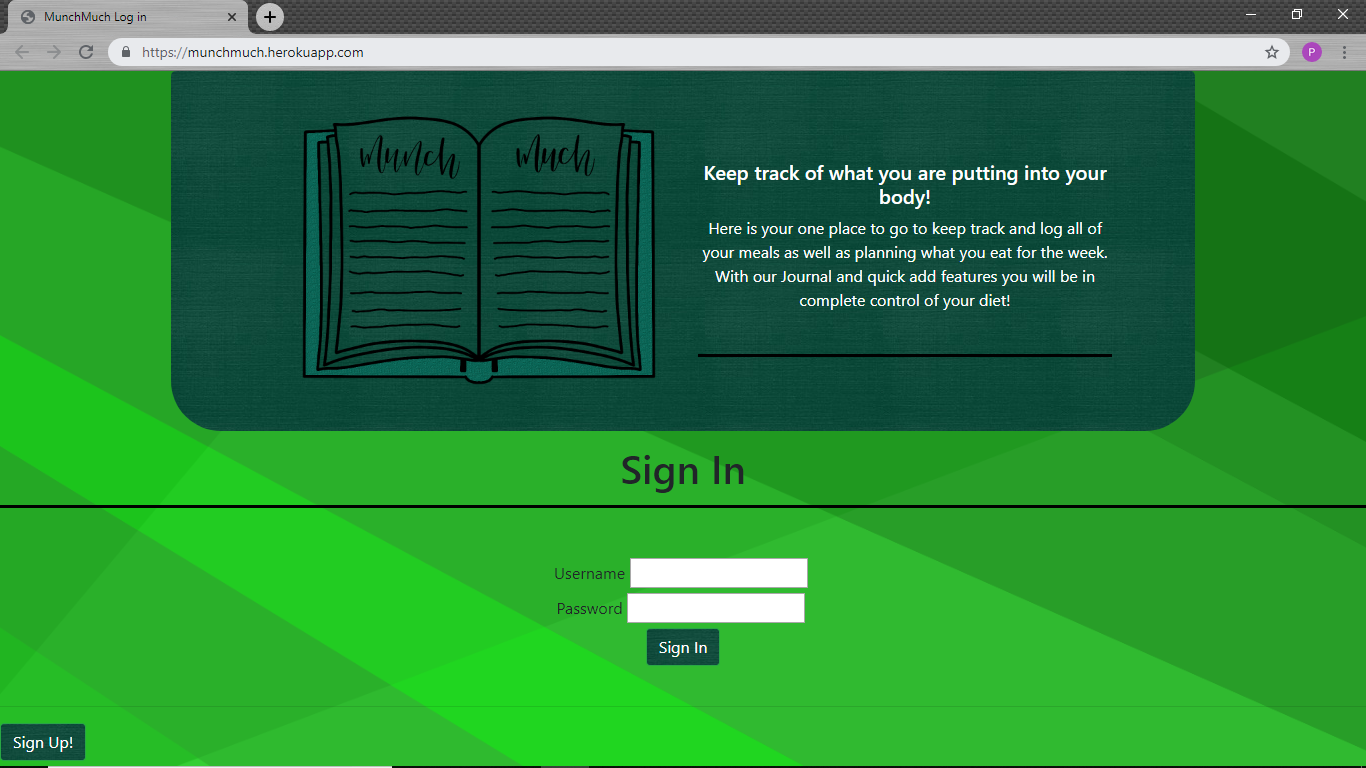 MunchMuch Log in
https://munchmuch.herokuapp.com
P
Munch Much
Keep track of what you are putting into your
body!
Here is your one place to go to keep track and log all of
your meals as well as planning what you eat for the week.
With our Journal and quick add features you will be in
complete control of your diet!
Sign In
Username
Password
Sign In
Sign Up!